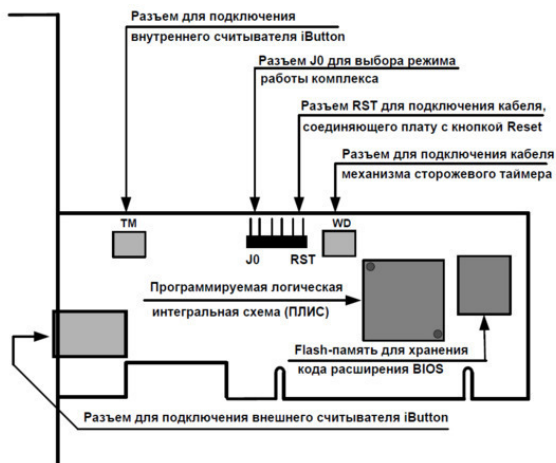 Разъем для подключения
внутреннего считывателя iButton
Разъем J0 для выбора режима
работы комплекса
Разъем RST для подключения кабеля,
соединяющего плату с кнопкой Reset
Разъем для подключения кабеля
механизма сторожевого таймера
TM
WD
J0
RST
Программируемая логическая
интегральная схема (ПЛИС)
Flash-память для хранения
кода расширения BIOS
Разъем для подключения внешнего считывателя iButton